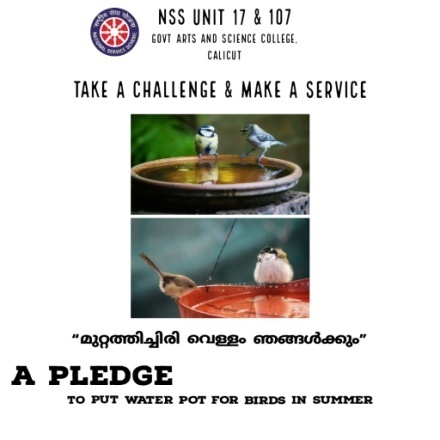 NSS UNIT 17 & 107
GOVT ARTS AND SCIENCE COLLEGE,
CALICUT
TAKE A CHALLENGE & MAKE A SERVICE
“മുറ്റത്തിച്ചിരി വെള്ളം ഞങ്ങൾക്കും”
A PLEDGE
TO PUT WATER POT FOR BIRDS IN SUMMER